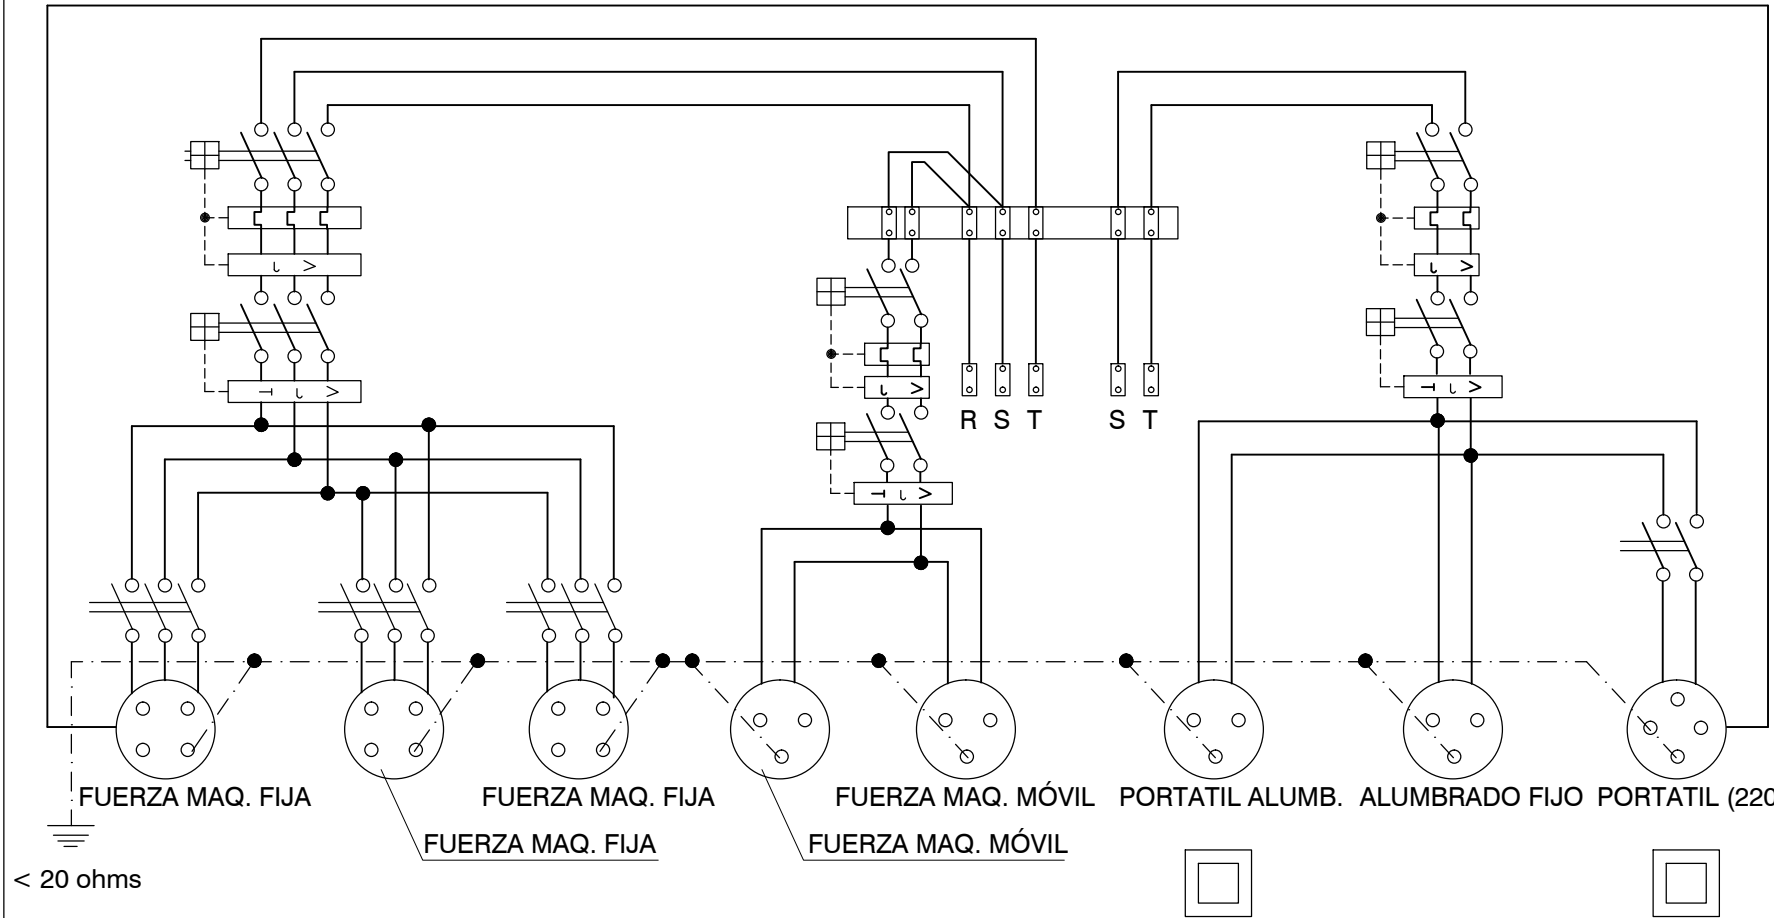 R S T S T
FUERZA MAQ. FIJA FUERZA MAQ. FIJA FUERZA MAQ. MÓVIL PORTATIL ALUMB. ALUMBRADO FIJO PORTATIL (220
FUERZA MAQ. FIJA FUERZA MAQ. MÓVIL
< 20 ohms